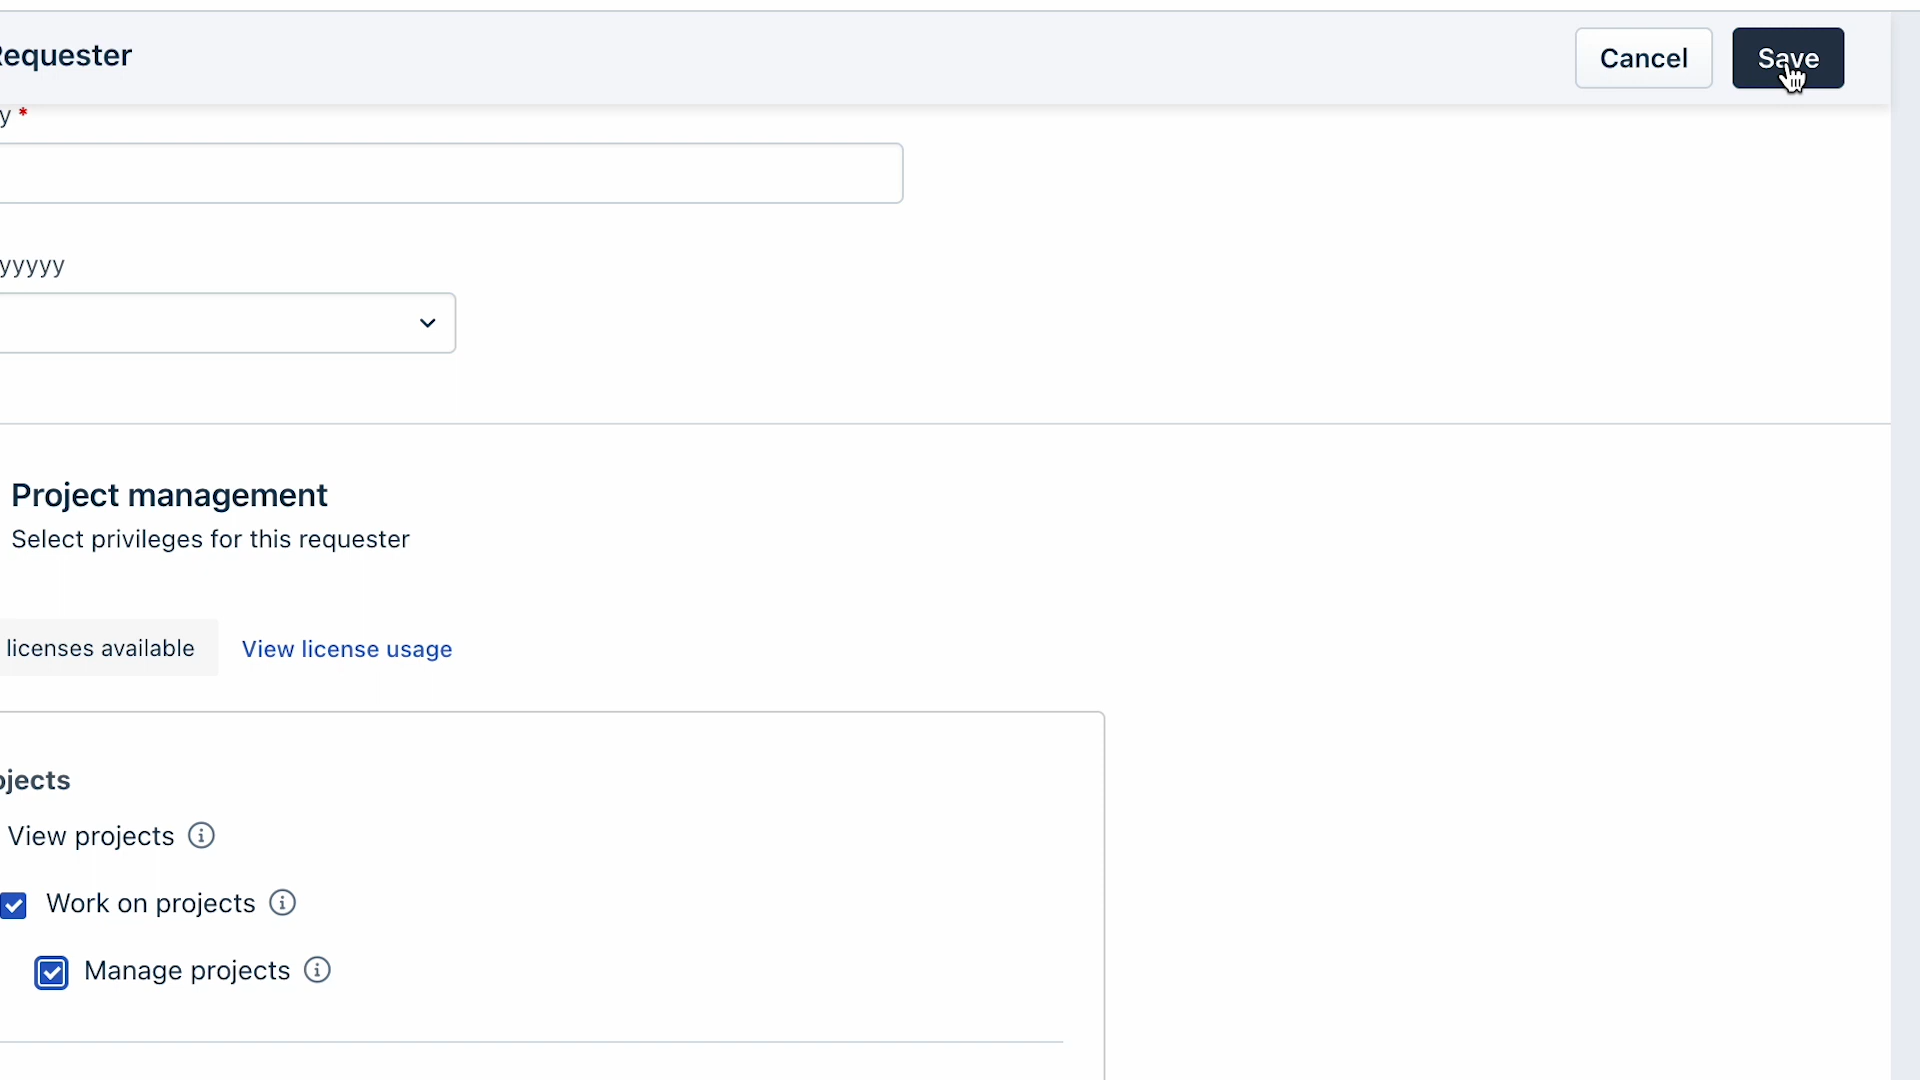 Requester
Cancel
Save
y *
yyyyyy
Project management
Select privileges for this requester
licenses available
View license usage
ojects
View projects
Work on projects
Manage projects